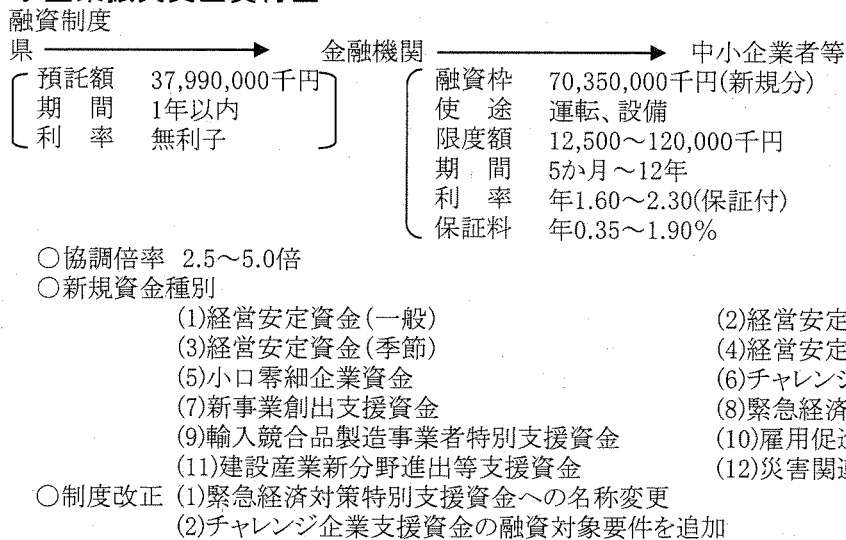 融資制度
県 金融機関 中小企業者等
預託額 37,990,000千円 融資枠 70,350,000千円(新規分)
期 間 1年以内 使 途 運転、設備
利 率 無利子 限度額 12,500～120,000千円
期 間 5か月～12年
利 率 年1.60～2.30(保証付)
保証料 年0.35～1.90%
○協調倍率 2.5～5.0倍
○新規資金種別
(1)経営安定資金(一般) (2)経営安定
(3)経営安定資金(季節) (4)経営安定
(5)小口零細企業資金 (6)チャレンジ
(7)新事業創出支援資金 (8)緊急経済
(9)輸入競合品製造事業者特別支援資金 (10)雇用促進
(11)建設産業新分野進出等支援資金 (12)災害関連
○制度改正 (1)緊急経済対策特別支援資金への名称変更
(2)チャレンジ企業支援資金の融資対象要件を追加